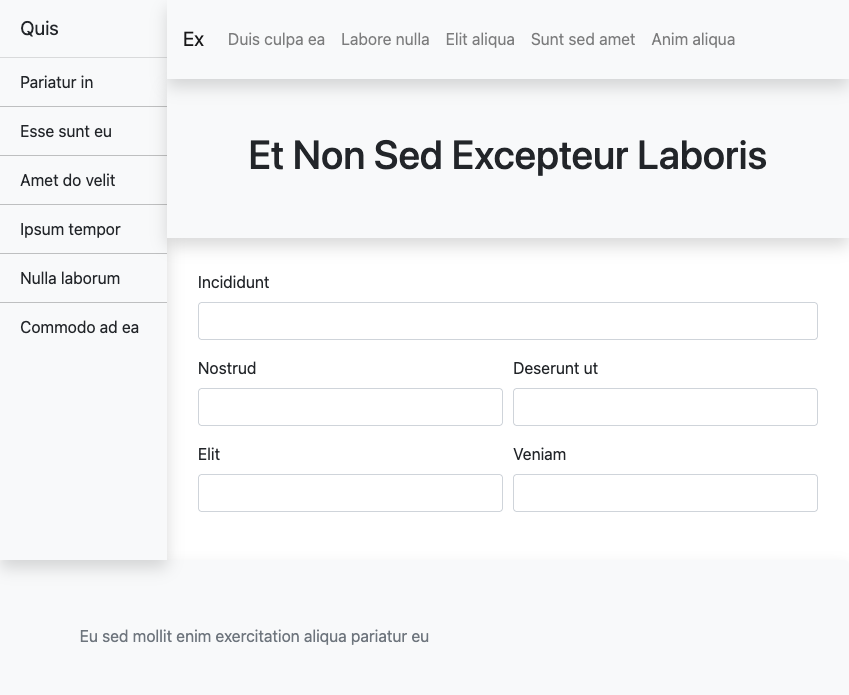 Quis
Pariatur in
Esse sunt eu
Amet do velit
Ipsum tempor
Nulla laborum
Commodo ad ea
Ex Duis culpa ea Labore nulla Elit aliqua Sunt sed amet Anim aliqua
Et Non Sed Excepteur Laboris
Incididunt
Nostrud Deserunt ut
Elit Veniam
Eu sed mollit enim exercitation aliqua pariatur eu